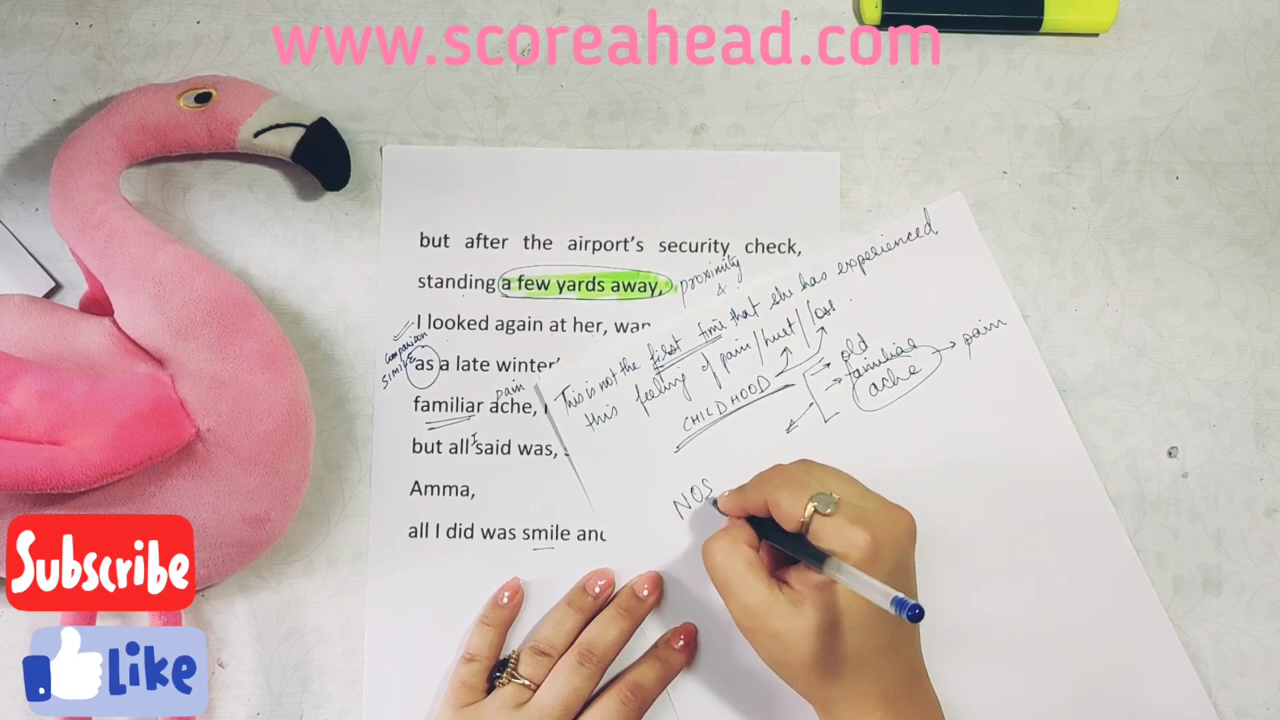 www.scoreahead.com
but after the airport's security check,
standing a few yards away,
proximity
&
I looked again at her, wan
comparison
simile
as a late winter'
pain
familiar ache,
but all I said was,
Amma,
all I did was smile and
This is not the first time that she has experienced
this feeling of pain/hurt/loss.
CHILDHOOD
old
familiar
ache
pain
NOS
Subscribe
Like